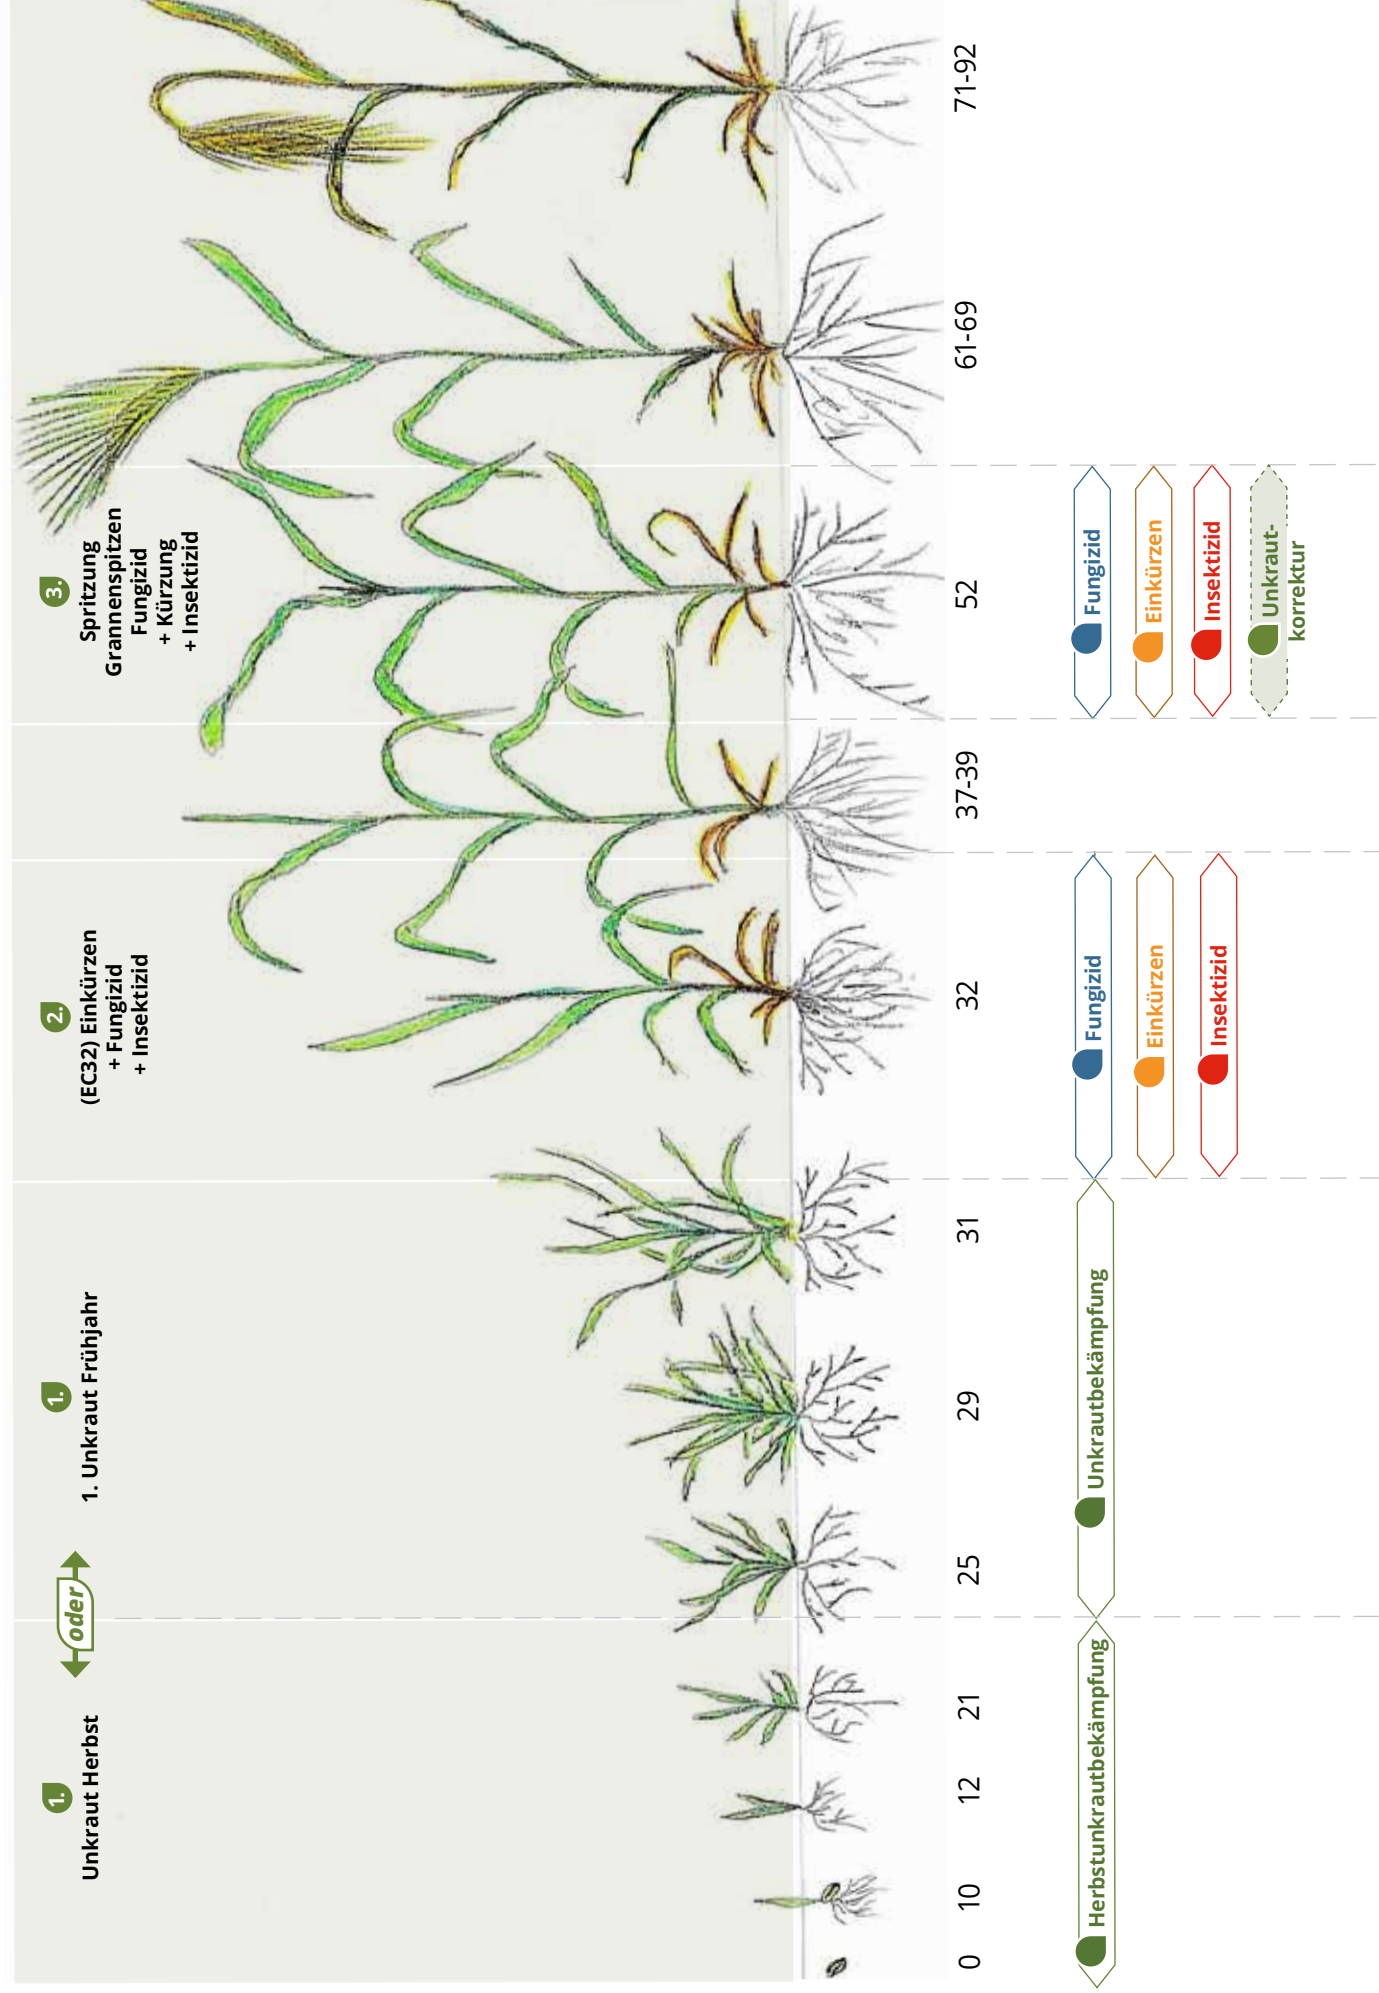 1.
Unkraut Herbst
oder
1.
1. Unkraut Frühjahr
2.
(EC32) Einkürzen
+ Fungizid
+ Insektizid
3.
Spritzung
Grannenspitzen
Fungizid
+ Kürzung
+ Insektizid
0 10 12 21 25 29 31 32 37-39 52 61-69 71-92
Herbstunkrautbekämpfung
Unkrautbekämpfung
Fungizid
Einkürzen
Insektizid
Fungizid
Einkürzen
Insektizid
Unkraut-
korrektur